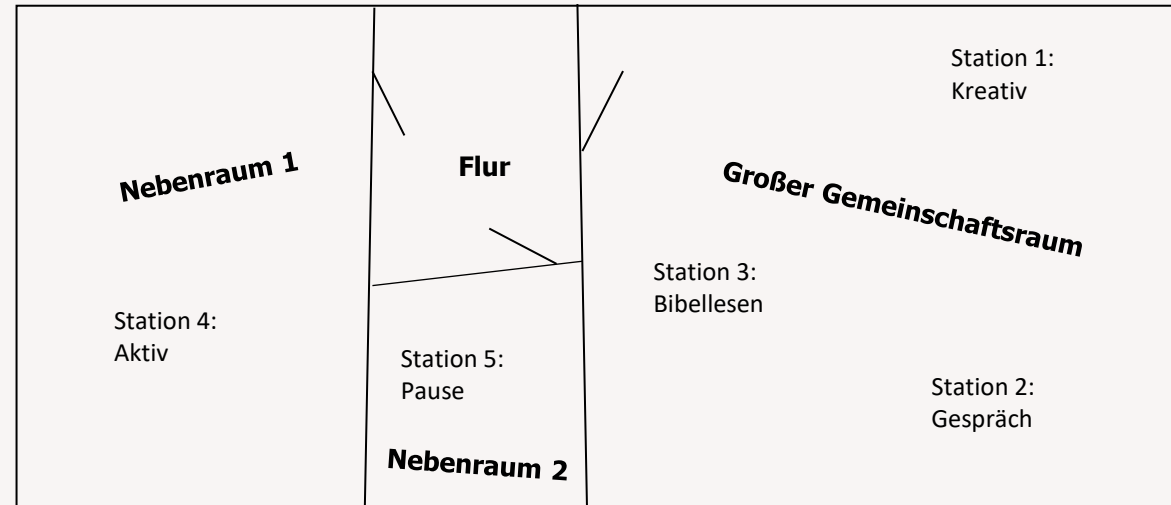 Station 1:
Kreativ
Nebenraum 1
Flur
Großer Gemeinschaftsraum
Station 3:
Bibellesen
Station 4:
Aktiv
Station 5:
Pause
Station 2:
Gespräch
Nebenraum 2